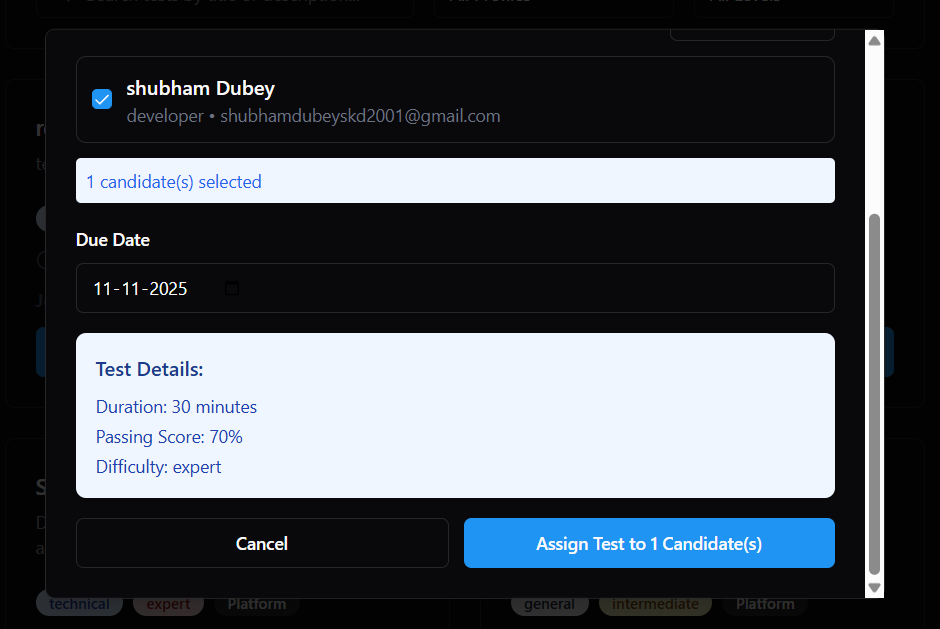 shubham Dubey
developer • shubhamdubeyskd2001@gmail.com
1 candidate(s) selected
Due Date
11-11-2025
Test Details:
Duration: 30 minutes
Passing Score: 70%
Difficulty: expert
Cancel
Assign Test to 1 Candidate(s)
technical expert Platform general intermediate Platform